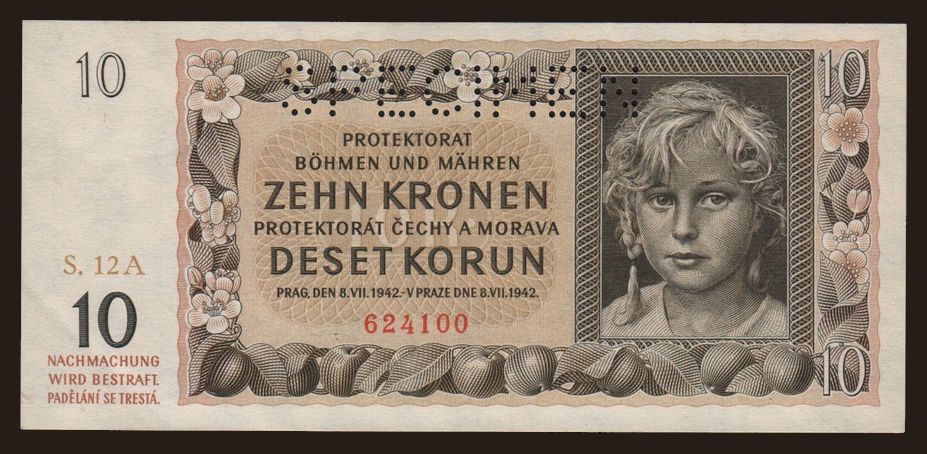 10
SPECIMEN
10
PROTEKTORAT
BÖHMEN UND MÄHREN
ZEHN KRONEN
PROTEKTORÁT ČECHY A MORAVA
DESET KORUN
PRAG, DEN 8.VII.1942.-V PRAZE DNE 8.VII.1942.
624100
S. 12A
10
NACHMACHUNG
WIRD BESTRAFT.
PADĚLÁNÍ SE TRESTÁ.
10